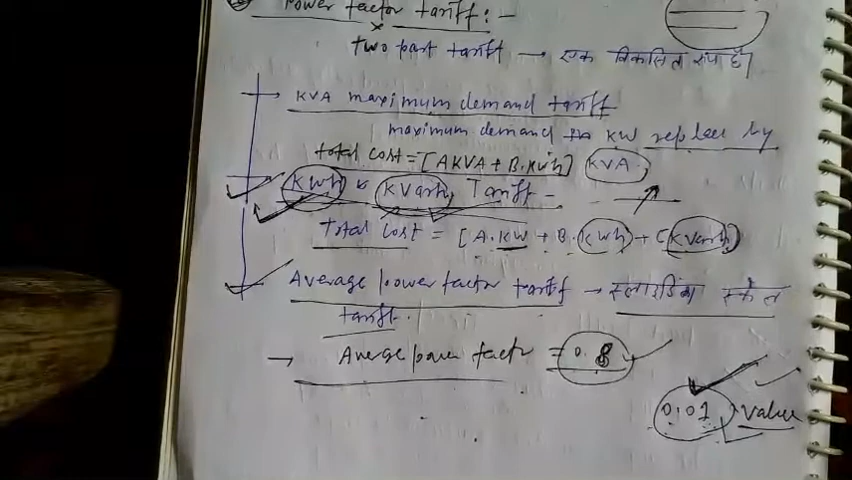 Power factor tariff:-
two part tariff → एक विकसित रूप है।
→ KVA maximum demand tariff
maximum demand in KW replace by
total cost = [A KVA + B.KWh] KVA
KWh & KVarh Tariff -
Total Cost = [A.KW + B.KWh + C KVarh]
Average power factor tariff → स्लाइडिंग स्केल
tariff.
→ Average power factor = 0.8
0.01 value